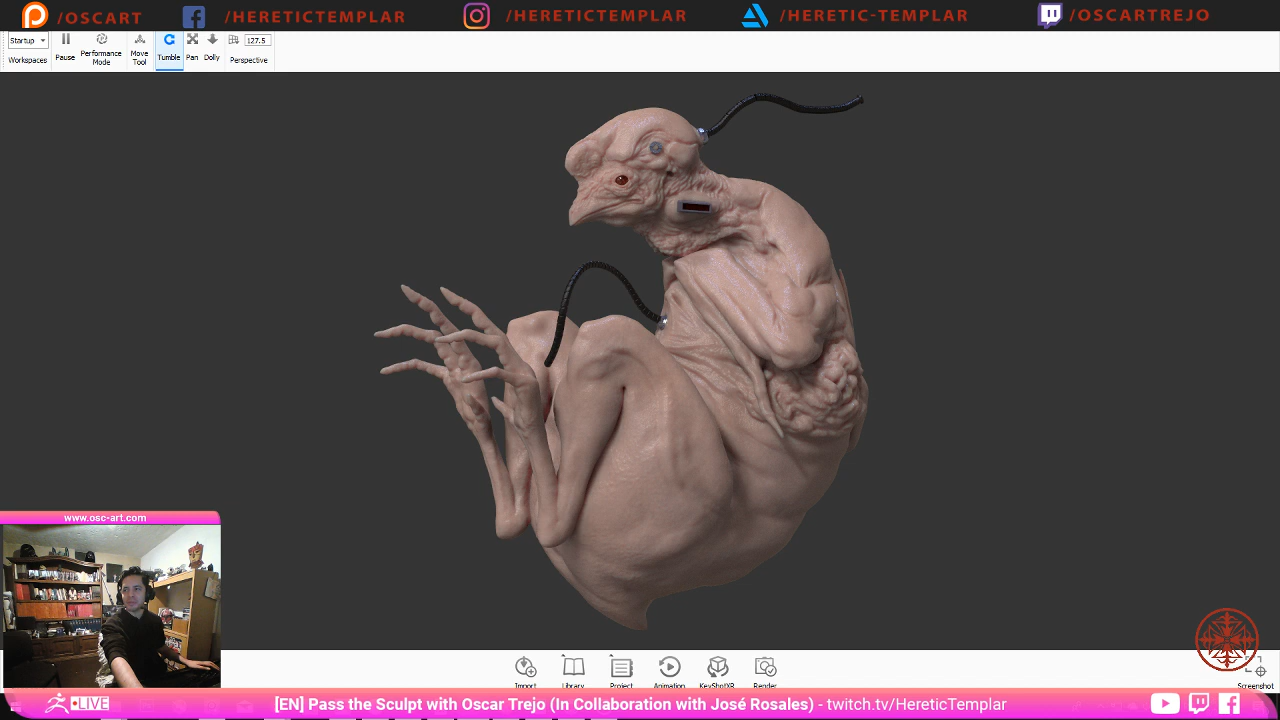 /OSCART
/HERETICTEMPLAR
/HERETICTEMPLAR
/HERETIC-TEMPLAR
/OSCARTREJO
Startup
127.5
Workspaces
Pause
Performance
Mode
Move
Tool
Tumble
Pan
Dolly
Perspective
www.osc-art.com
Import
Library
Project
Animation
KeyShotVR
Render
Screenshot
LIVE
[EN] Pass the Sculpt with Oscar Trejo (In Collaboration with José Rosales) - twitch.tv/HereticTemplar